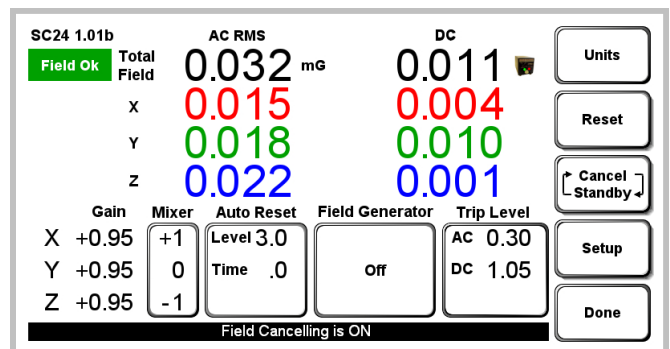 SC24 1.01b
AC RMS
DC
Field Ok
Total Field
0.032 mG
0.011
X
0.015
0.004
Y
0.018
0.010
Z
0.022
0.001
Gain
Mixer
Auto Reset
Field Generator
Trip Level
X +0.95
+1
Level 3.0
AC 0.30
Y +0.95
0
Time .0
Off
DC 1.05
Z +0.95
-1
Field Cancelling is ON
Units
Reset
Cancel
Standby
Setup
Done